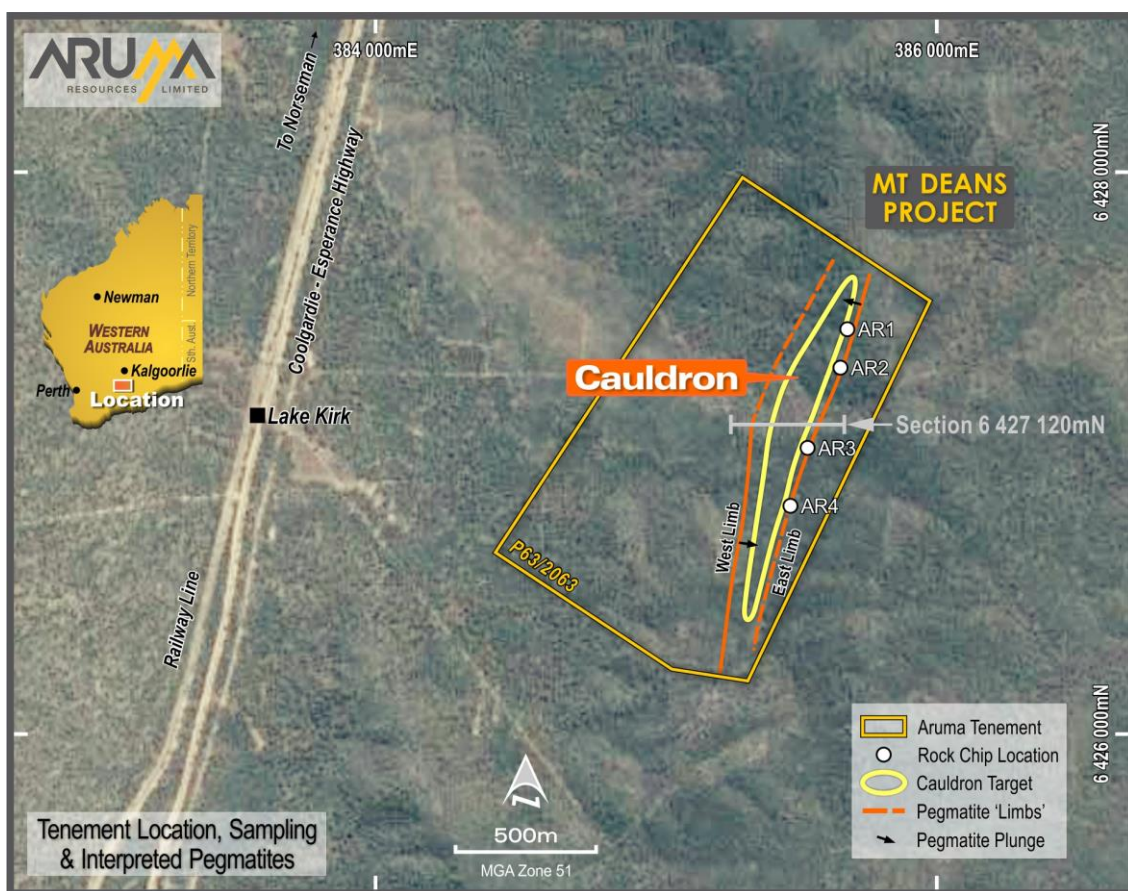 ARUMA
RESOURCES LIMITED
384 000mE
386 000mE
To Norseman
Coolgardie - Esperance Highway
MT DEANS
PROJECT
6 428 000mN
Northern Territory
Sth. Aust.
Newman
WESTERN
AUSTRALIA
Kalgoorlie
Perth
Location
Cauldron
AR1
AR2
Lake Kirk
Section 6 427 120mN
AR3
AR4
West Limb
East Limb
P63/2063
Railway Line
6 426 000mN
Aruma Tenement
Rock Chip Location
Cauldron Target
Pegmatite 'Limbs'
Pegmatite Plunge
Tenement Location, Sampling
& Interpreted Pegmatites
N
500m
MGA Zone 51